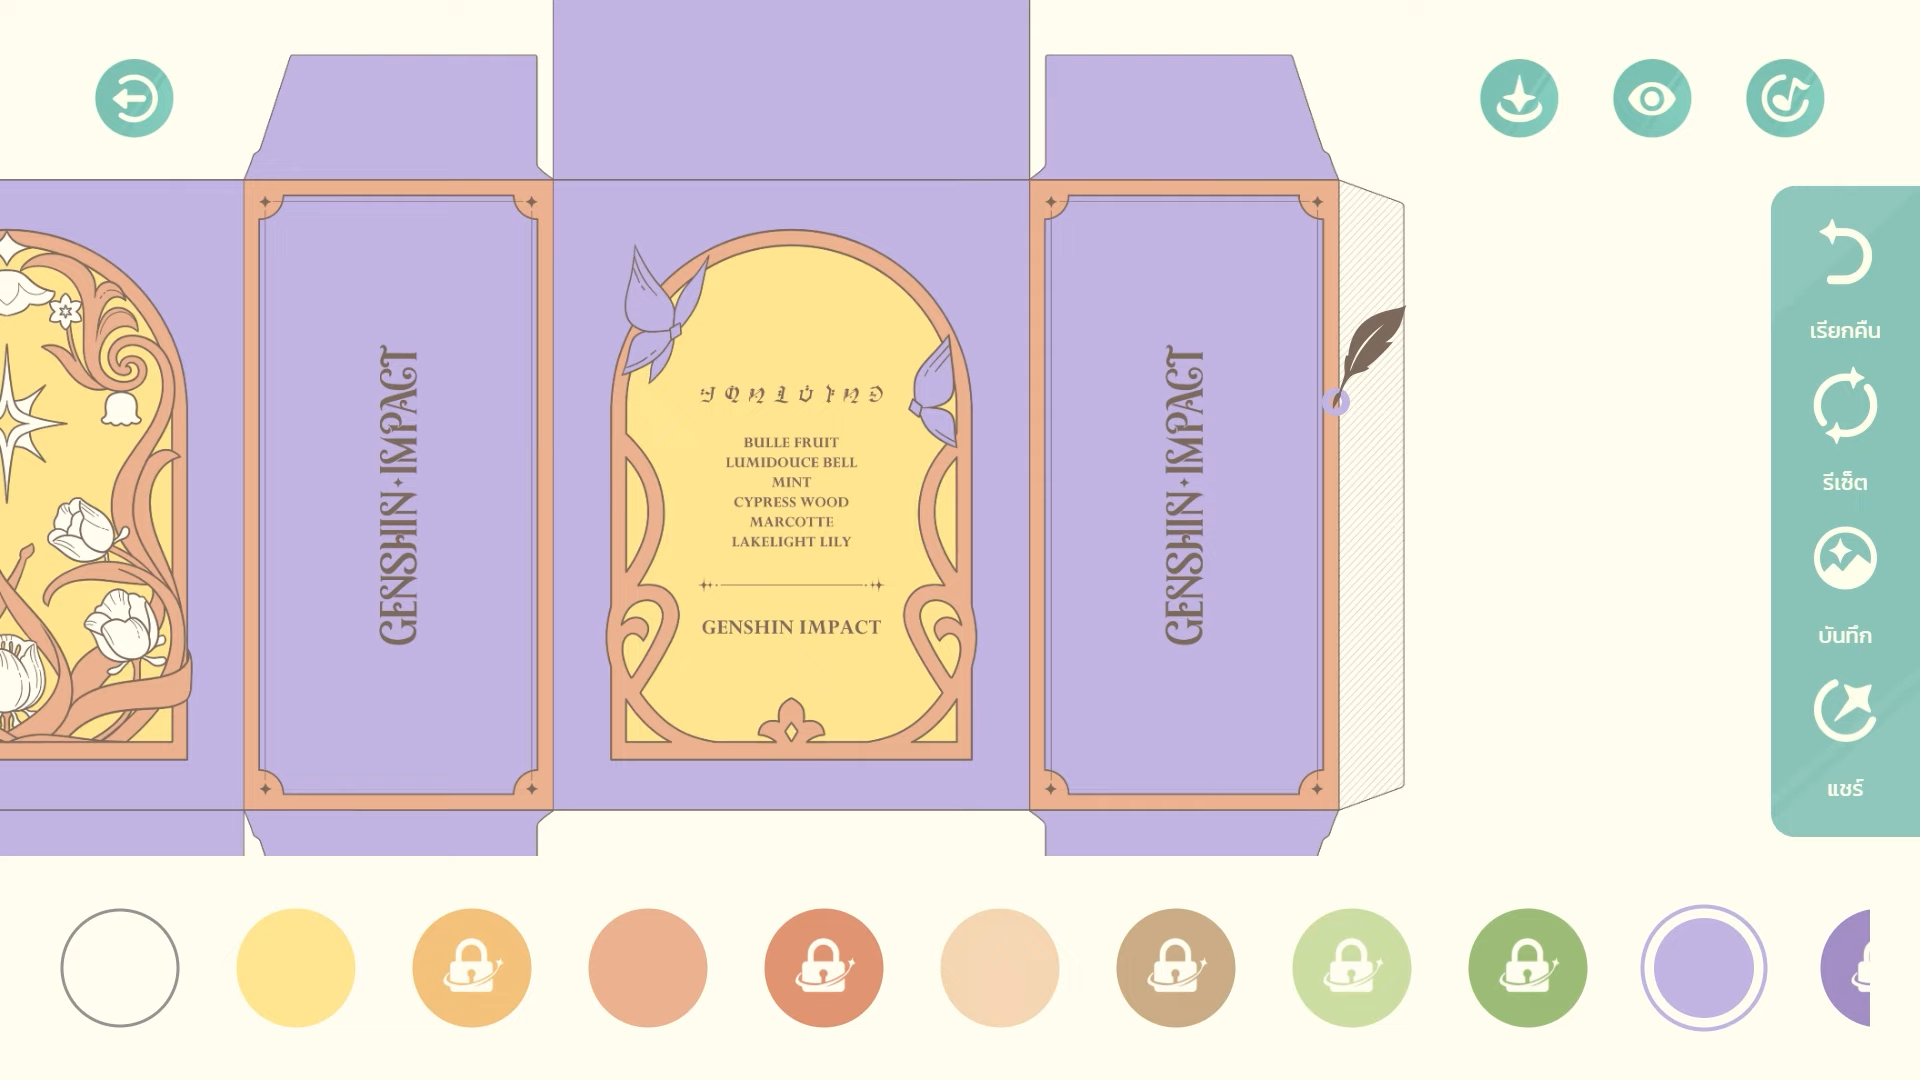 GENSHIN IMPACT
BULLE FRUIT
LUMIDOUCE BELL
MINT
CYPRESS WOOD
MARCOTTE
LAKELIGHT LILY
GENSHIN IMPACT
GENSHIN IMPACT
เรียกคืน
รีเซ็ต
บันทึก
แชร์